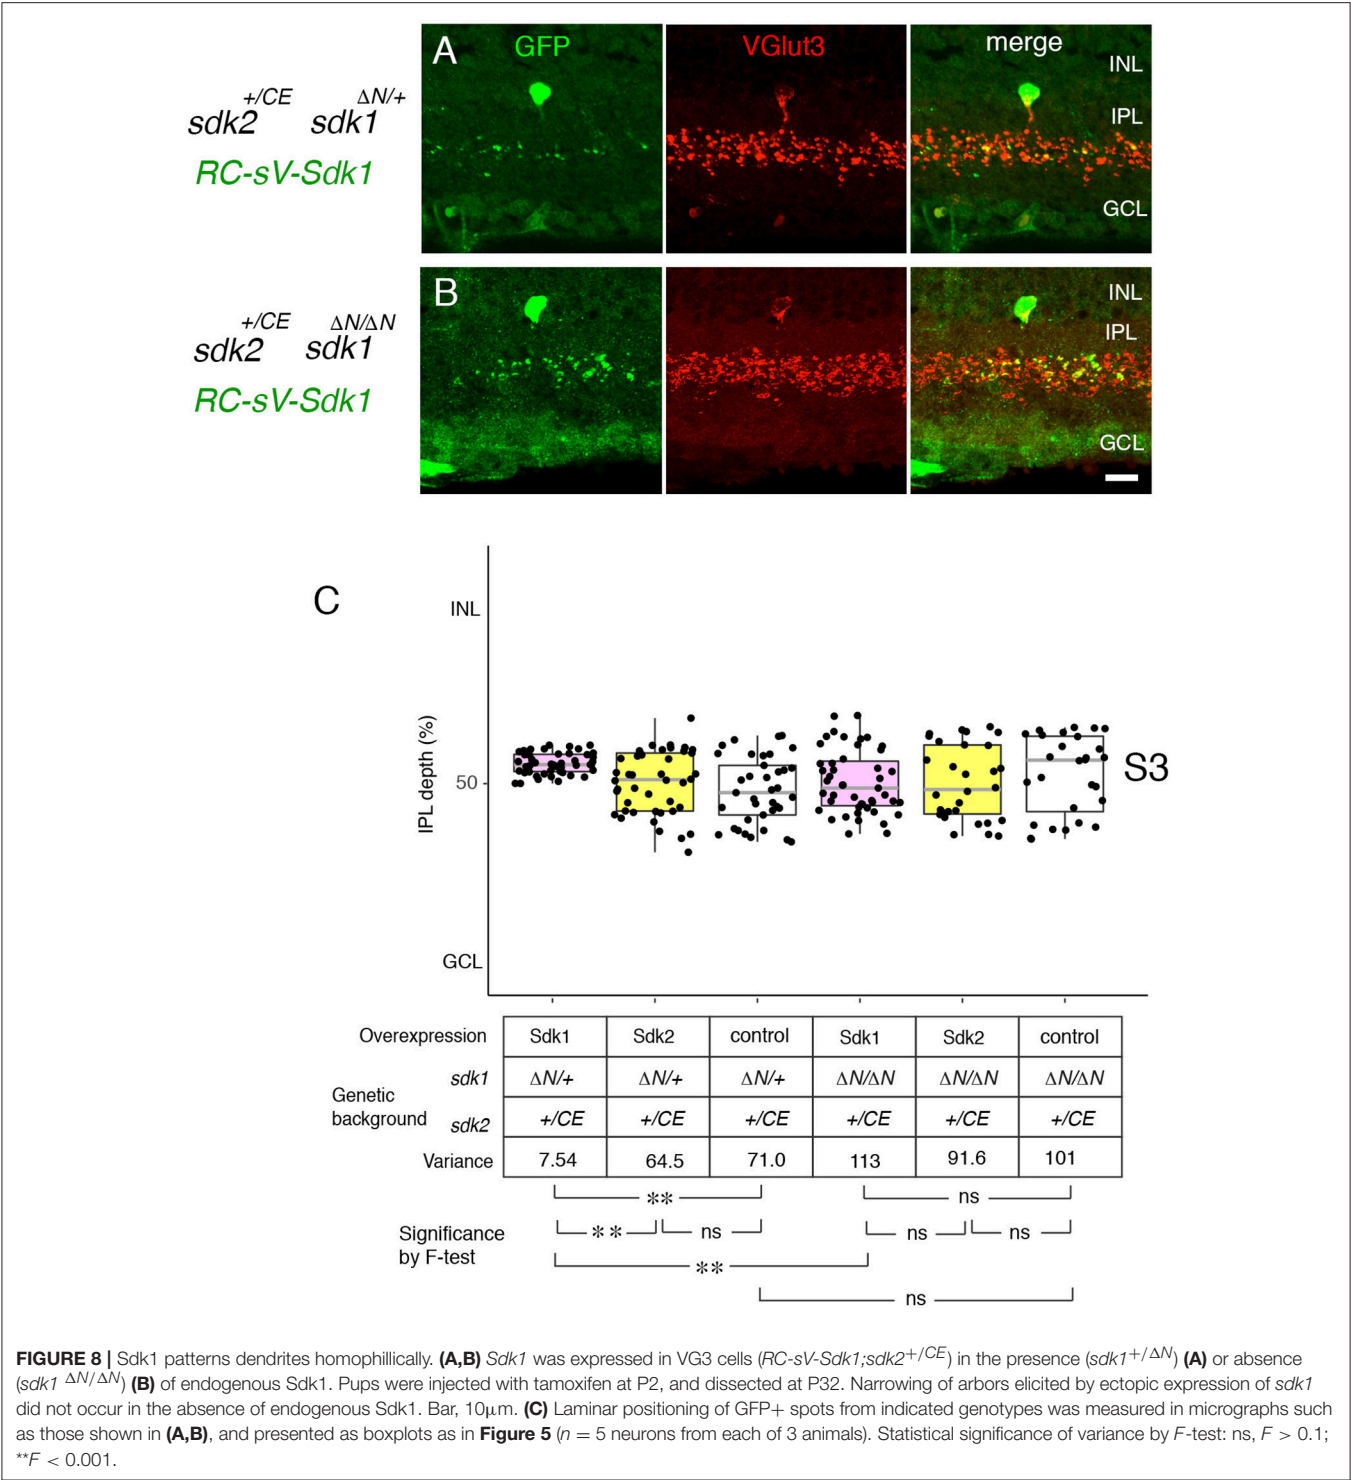 A GFP VGlut3 merge
INL
IPL
GCL
sdk2+/CE sdk1ΔN/+
RC-sV-Sdk1
B
INL
IPL
GCL
sdk2+/CE sdk1ΔN/ΔN
RC-sV-Sdk1
C
INL
IPL depth (%)
50
S3
GCL
Overexpression Sdk1 Sdk2 control Sdk1 Sdk2 control
Genetic background
sdk1 ΔN/+ ΔN/+ ΔN/+ ΔN/ΔN ΔN/ΔN ΔN/ΔN
sdk2 +/CE +/CE +/CE +/CE +/CE +/CE
Variance 7.54 64.5 71.0 113 91.6 101
** ns
Significance
by F-test
** ns ns ns
**
ns
FIGURE 8 | Sdk1 patterns dendrites homophillically. (A,B) Sdk1 was expressed in VG3 cells (RC-sV-Sdk1;sdk2+/CE) in the presence (sdk1+/ΔN) (A) or absence
(sdk1 ΔN/ΔN) (B) of endogenous Sdk1. Pups were injected with tamoxifen at P2, and dissected at P32. Narrowing of arbors elicited by ectopic expression of sdk1
did not occur in the absence of endogenous Sdk1. Bar, 10μm. (C) Laminar positioning of GFP+ spots from indicated genotypes was measured in micrographs such
as those shown in (A,B), and presented as boxplots as in Figure 5 (n = 5 neurons from each of 3 animals). Statistical significance of variance by F-test: ns, F > 0.1;
**F < 0.001.